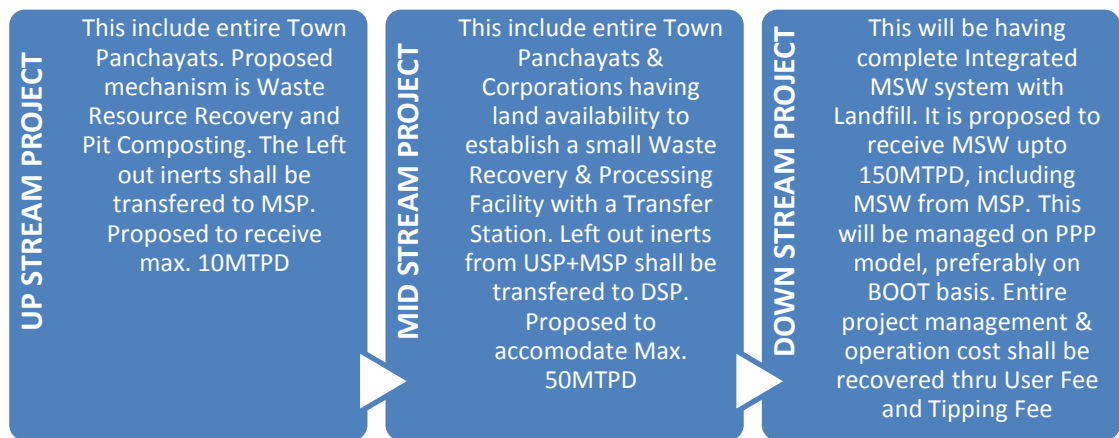 UP STREAM PROJECT
This include entire Town
Panchayats. Proposed
mechanism is Waste
Resource Recovery and
Pit Composting. The Left
out inerts shall be
transfered to MSP.
Proposed to receive
max. 10MTPD
MID STREAM PROJECT
This include entire Town
Panchayats &
Corporations having
land availability to
establish a small Waste
Recovery & Processing
Facility with a Transfer
Station. Left out inerts
from USP+MSP shall be
transfered to DSP.
Proposed to
accomodate Max.
50MTPD
DOWN STREAM PROJECT
This will be having
complete Integrated
MSW system with
Landfill. It is proposed to
receive MSW upto
150MTPD, including
MSW from MSP. This
will be managed on PPP
model, preferably on
BOOT basis. Entire
project management &
operation cost shall be
recovered thru User Fee
and Tipping Fee